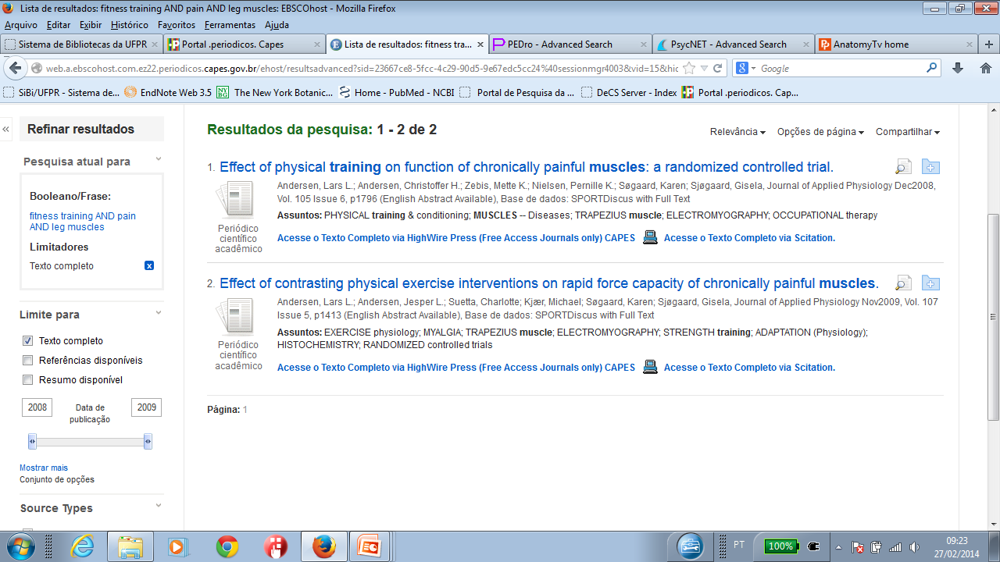 Lista de resultados: fitness training AND pain AND leg muscles: EBSCOhost - Mozilla Firefox
Arquivo Editar Exibir Histórico Favoritos Ferramentas Ajuda
Sistema de Bibliotecas da UFPR Portal .periodicos. Capes Lista de resultados: fitness tra... PEDro - Advanced Search PsycNET - Advanced Search AnatomyTv home
web.a.ebscohost.com.ez22.periodicos.capes.gov.br/ehost/resultsadvanced?sid=23667ce8-5fcc-4c29-90d5-9e67edc5cc24%40sessionmgr4003&vid=15&hid Google
SiBi/UFPR - Sistema de... EndNote Web 3.5 The New York Botanic... Home - PubMed - NCBI Portal de Pesquisa da ... DeCS Server - Index Portal .periodicos. Cap...
Refinar resultados
Pesquisa atual para
Booleano/Frase:
fitness training AND pain
AND leg muscles
Limitadores
Texto completo x
Limite para
Texto completo
Referências disponíveis
Resumo disponível
2008 Data de publicação 2009
Mostrar mais
Conjunto de opções
Source Types
Resultados da pesquisa: 1 - 2 de 2
Relevância Opções de página Compartilhar
1. Effect of physical training on function of chronically painful muscles: a randomized controlled trial.
Periódico
científico
acadêmico
Andersen, Lars L.; Andersen, Christoffer H.; Zebis, Mette K.; Nielsen, Pernille K.; Søgaard, Karen; Sjøgaard, Gisela, Journal of Applied Physiology Dec2008,
Vol. 105 Issue 6, p1796 (English Abstract Available), Base de dados: SPORTDiscus with Full Text
Assuntos: PHYSICAL training & conditioning; MUSCLES -- Diseases; TRAPEZIUS muscle; ELECTROMYOGRAPHY; OCCUPATIONAL therapy
Acesse o Texto Completo via HighWire Press (Free Access Journals only) CAPES Acesse o Texto Completo via Scitation.
2. Effect of contrasting physical exercise interventions on rapid force capacity of chronically painful muscles.
Periódico
científico
acadêmico
Andersen, Lars L.; Andersen, Jesper L.; Suetta, Charlotte; Kjær, Michael; Søgaard, Karen; Sjøgaard, Gisela, Journal of Applied Physiology Nov2009, Vol. 107
Issue 5, p1413 (English Abstract Available), Base de dados: SPORTDiscus with Full Text
Assuntos: EXERCISE physiology; MYALGIA; TRAPEZIUS muscle; ELECTROMYOGRAPHY; STRENGTH training; ADAPTATION (Physiology);
HISTOCHEMISTRY; RANDOMIZED controlled trials
Acesse o Texto Completo via HighWire Press (Free Access Journals only) CAPES Acesse o Texto Completo via Scitation.
Página: 1
PT 100% 09:23
27/02/2014